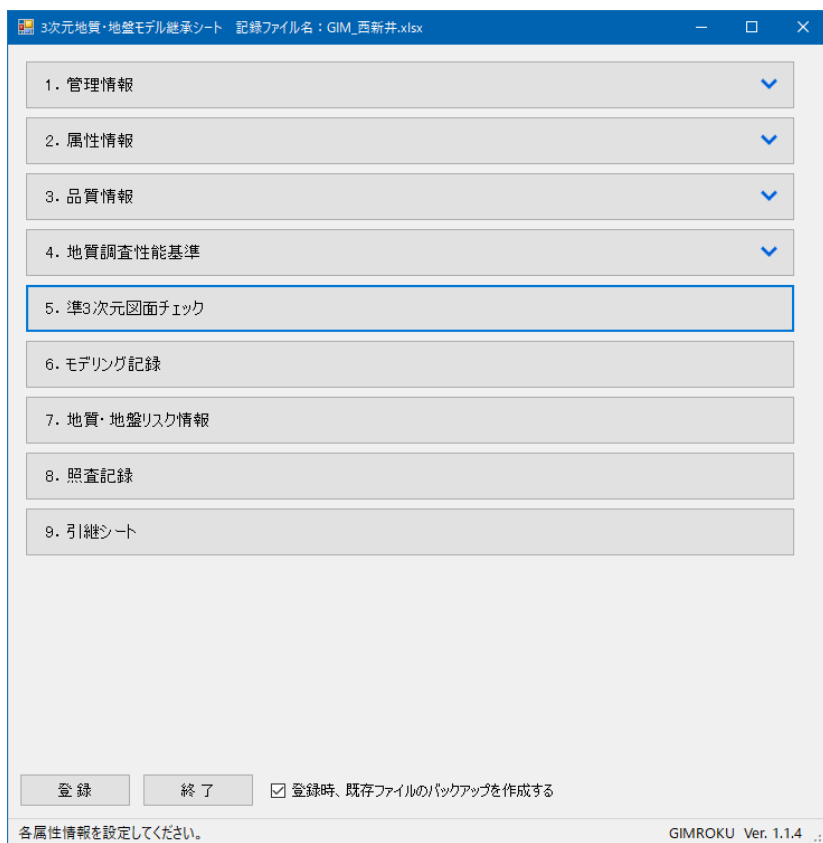 3次元地質・地盤モデル継承シート 記録ファイル名：GIM_西新井.xlsx
1. 管理情報
2. 属性情報
3. 品質情報
4. 地質調査性能基準
5. 準3次元図面チェック
6. モデリング記録
7. 地質・地盤リスク情報
8. 照査記録
9. 引継シート
登録 終了 登録時、既存ファイルのバックアップを作成する
各属性情報を設定してください。 GIMROKU Ver. 1.1.4